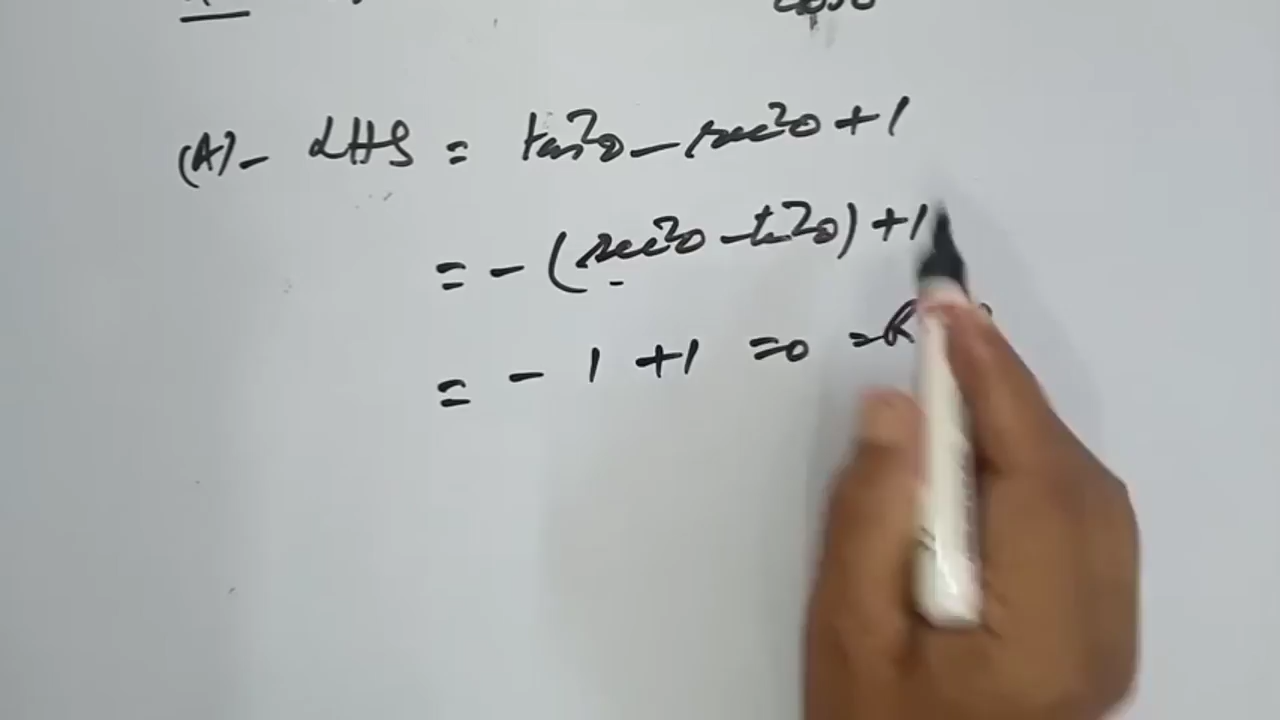 (A) - LHS = tan²θ - sec²θ + 1
= - (sec²θ - tan²θ) + 1
= - 1 + 1 = 0 =